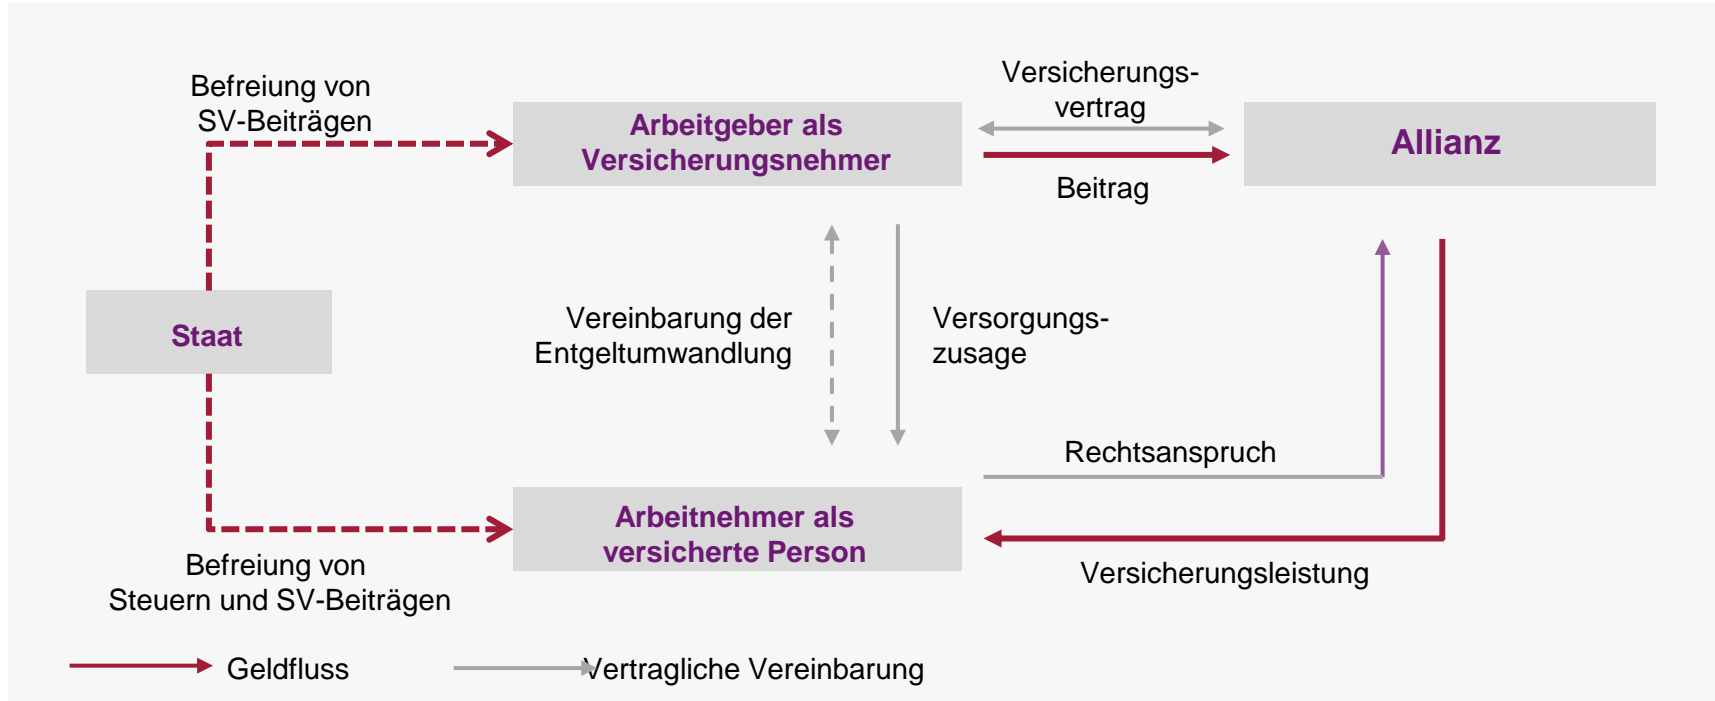 Befreiung von
SV-Beiträgen
Arbeitgeber als
Versicherungsnehmer
Versicherungs-
vertrag
Beitrag
Allianz
Staat
Vereinbarung der
Entgeltumwandlung
Versorgungs-
zusage
Rechtsanspruch
Arbeitnehmer als
versicherte Person
Versicherungsleistung
Befreiung von
Steuern und SV-Beiträgen
Geldfluss
Vertragliche Vereinbarung